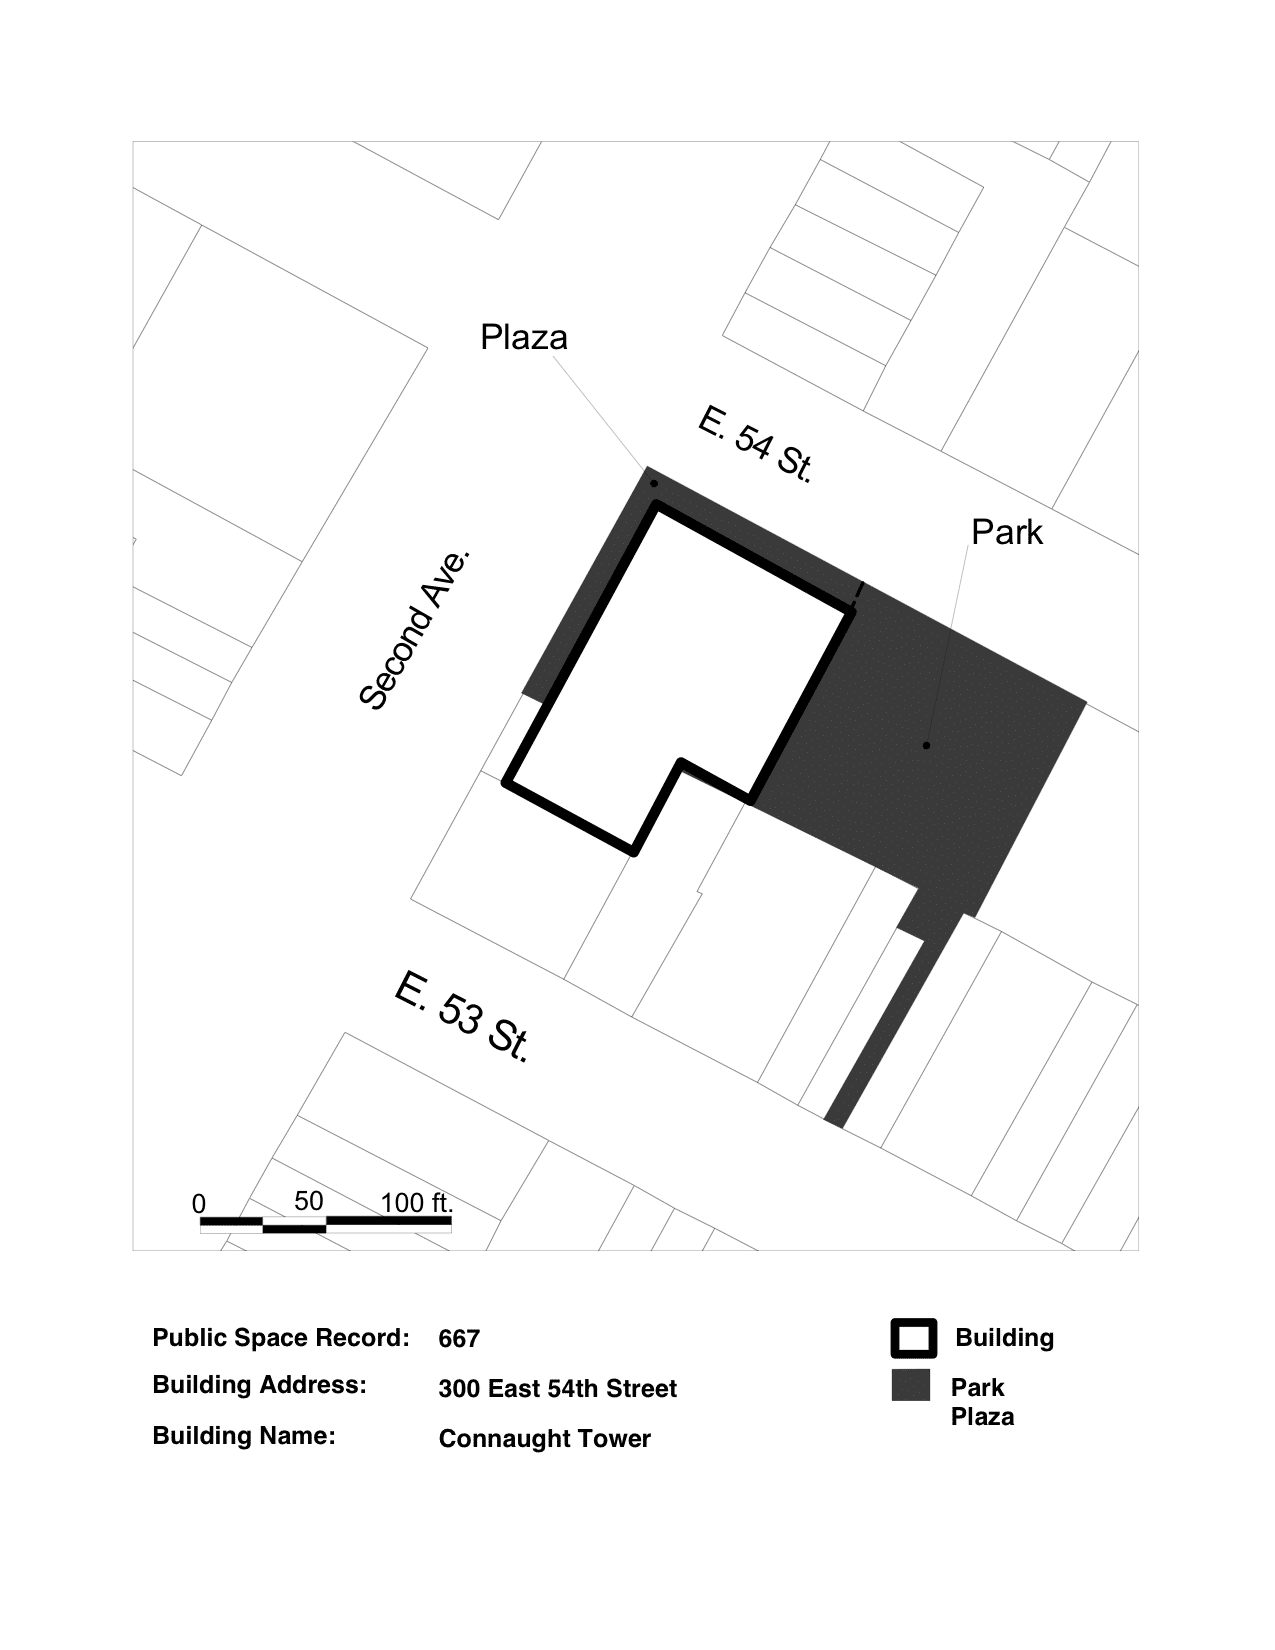 Plaza
E. 54 St.
Park
Second Ave.
E. 53 St.
0 50 100 ft.
Public Space Record: 667
Building Address: 300 East 54th Street
Building Name: Connaught Tower
Building
Park
Plaza